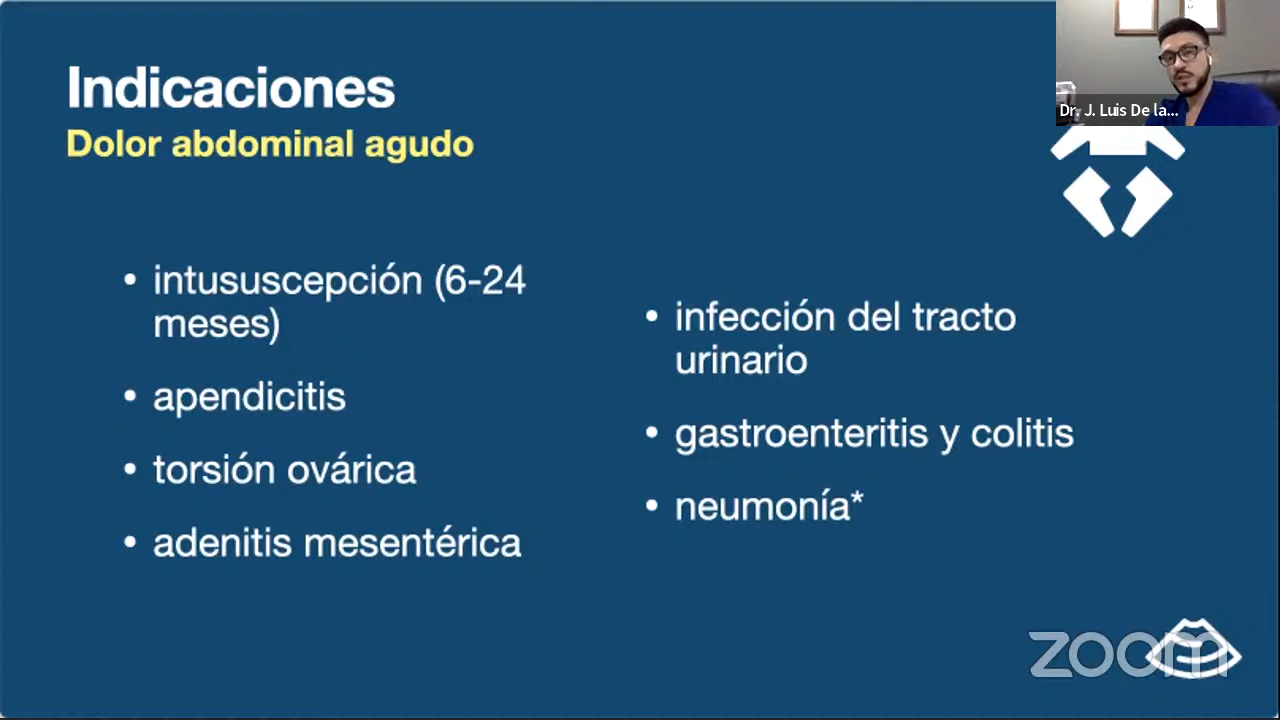 Indicaciones
Dolor abdominal agudo
Dr. J. Luis De la...
• intususcepción (6-24
meses)
• apendicitis
• torsión ovárica
• adenitis mesentérica
• infección del tracto
urinario
• gastroenteritis y colitis
• neumonía*
zoom